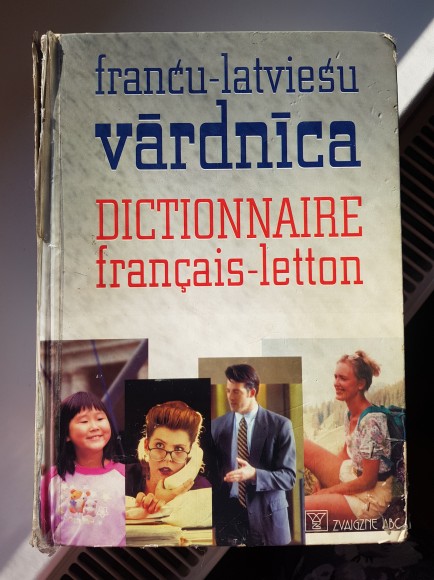 franču-latviešu
vārdnīca
DICTIONNAIRE
français-letton
ZVAIGZNE ABC